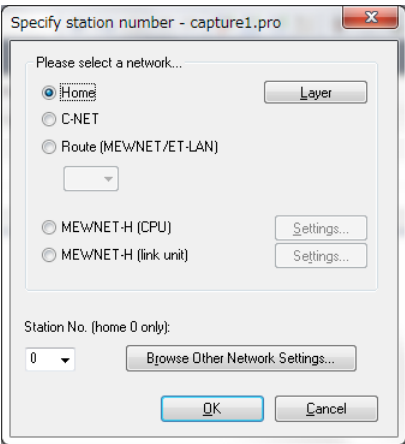 Specify station number - capture1.pro
Please select a network...
Home
Layer
C-NET
Route (MEWNET/ET-LAN)
MEWNET-H (CPU)
Settings...
MEWNET-H (link unit)
Settings...
Station No. (home 0 only):
0
Browse Other Network Settings...
OK
Cancel